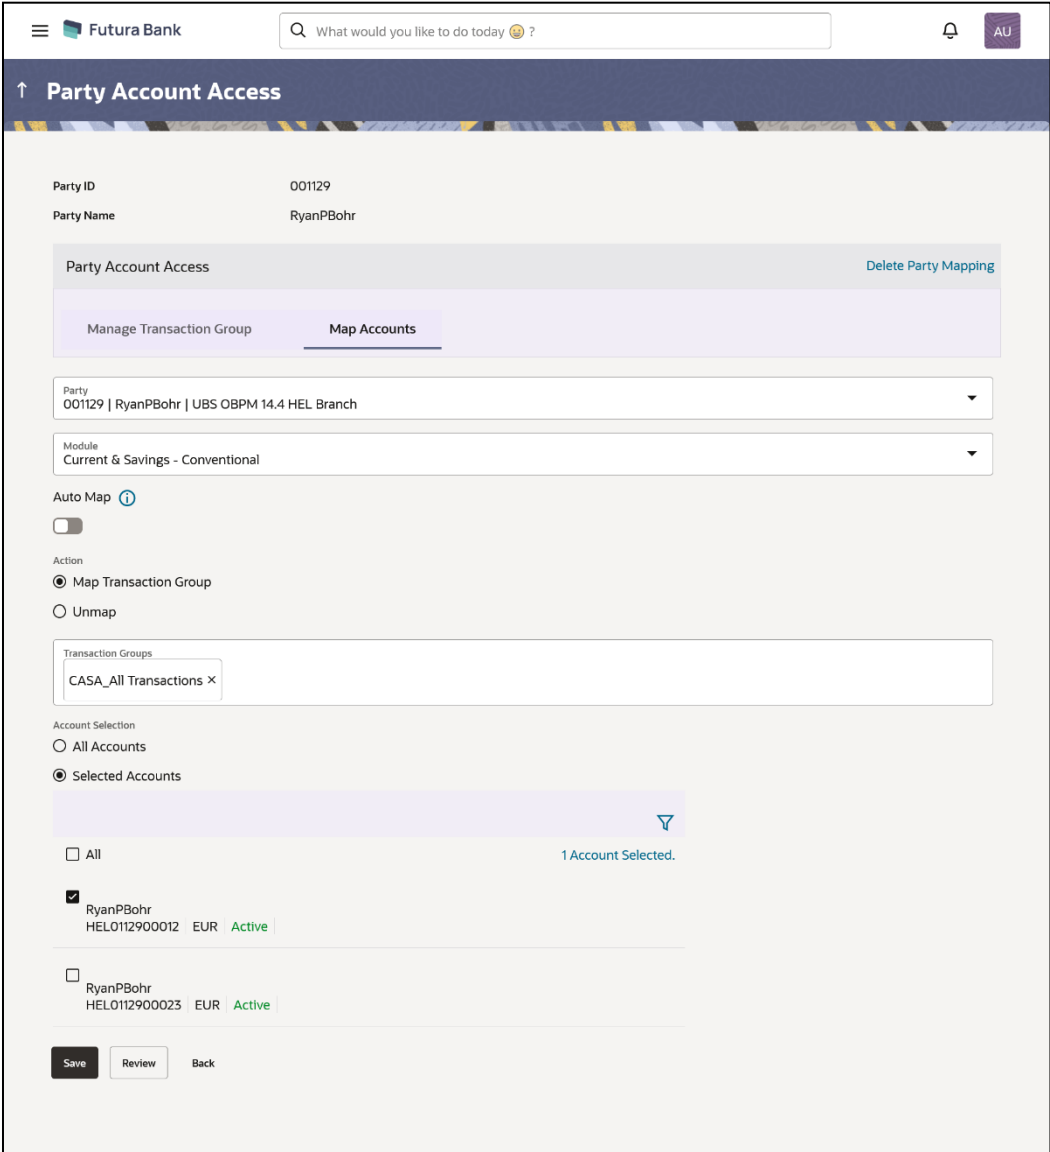 Futura Bank
What would you like to do today 😀 ?
AU
Party Account Access
Party ID 001129
Party Name RyanPBohr
Party Account Access Delete Party Mapping
Manage Transaction Group Map Accounts
Party
001129 | RyanPBohr | UBS OBPM 14.4 HEL Branch
Module
Current & Savings - Conventional
Auto Map
Action
Map Transaction Group
Unmap
Transaction Groups
CASA_All Transactions ×
Account Selection
All Accounts
Selected Accounts
All 1 Account Selected.
RyanPBohr
HEL0112900012 EUR Active
RyanPBohr
HEL0112900023 EUR Active
Save Review Back